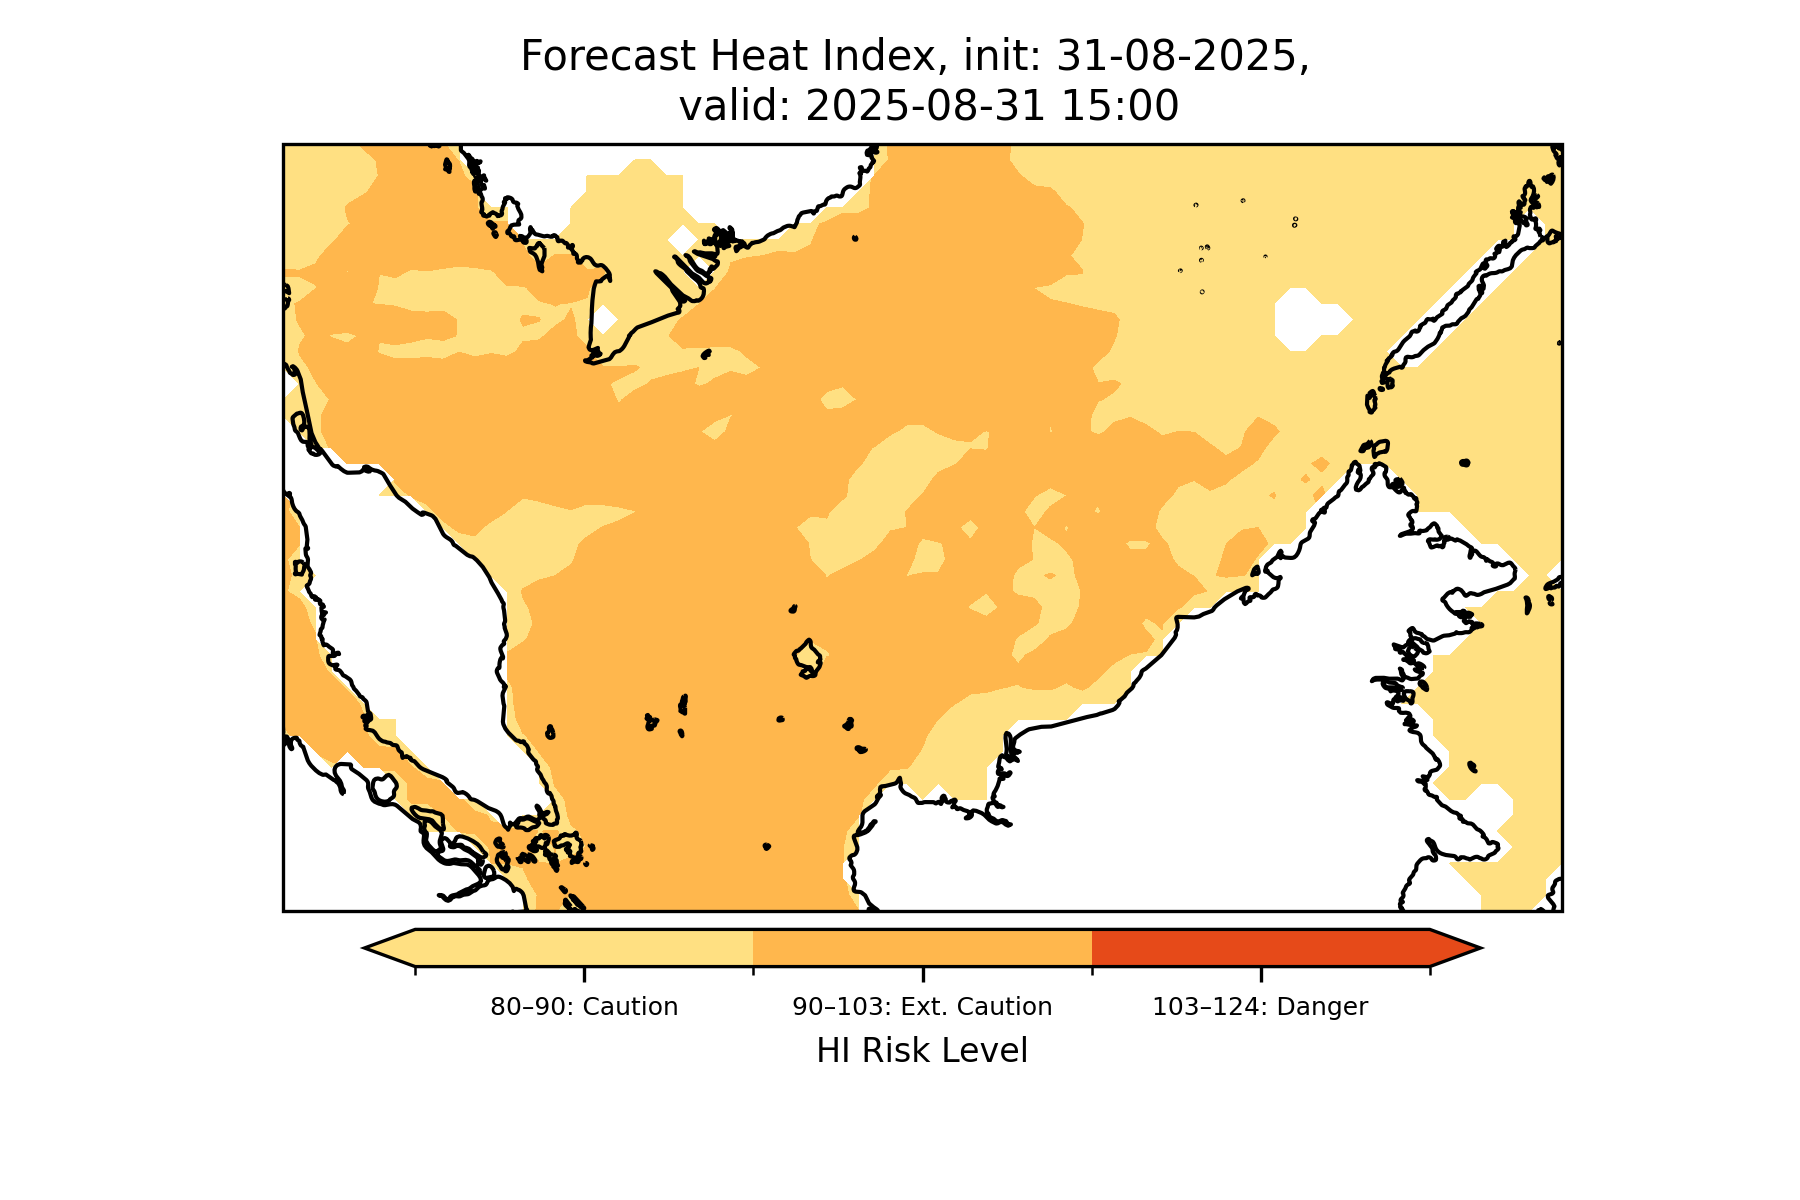 Forecast Heat Index, init: 31-08-2025,
valid: 2025-08-31 15:00
80–90: Caution
90–103: Ext. Caution
103–124: Danger
HI Risk Level